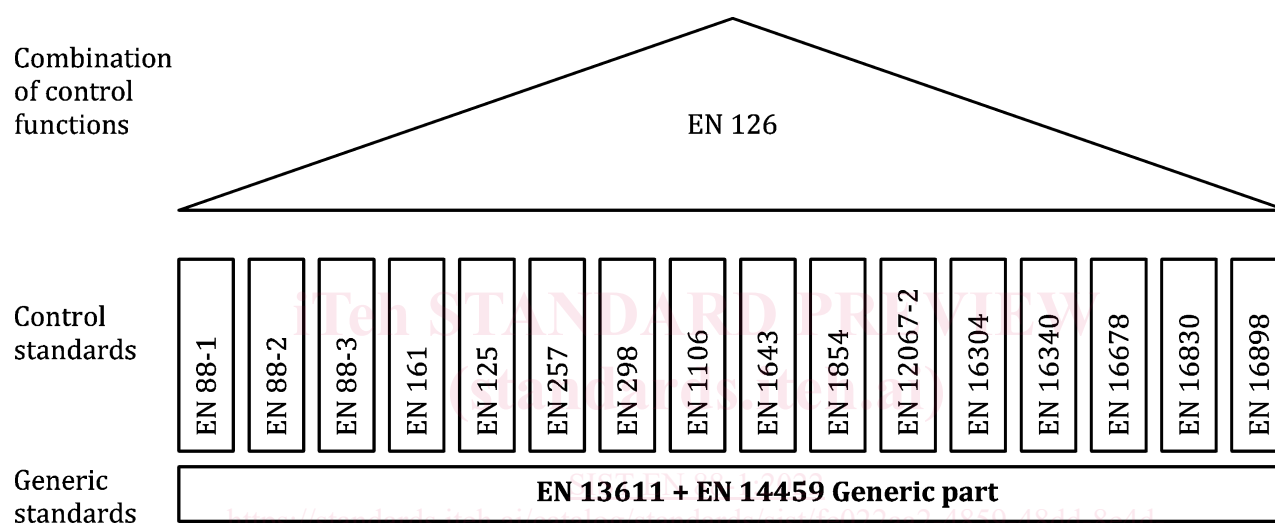 Combination
of control
functions
EN 126
Control
standards
EN 88-1
EN 88-2
EN 88-3
EN 161
EN 125
EN 257
EN 298
EN 1106
EN 1643
EN 1854
EN 12067-2
EN 16304
EN 16340
EN 16678
EN 16830
EN 16898
iTeh STANDARD PREVIEW
(standards.iteh.ai)
Generic
standards
EN 13611 + EN 14459 Generic part